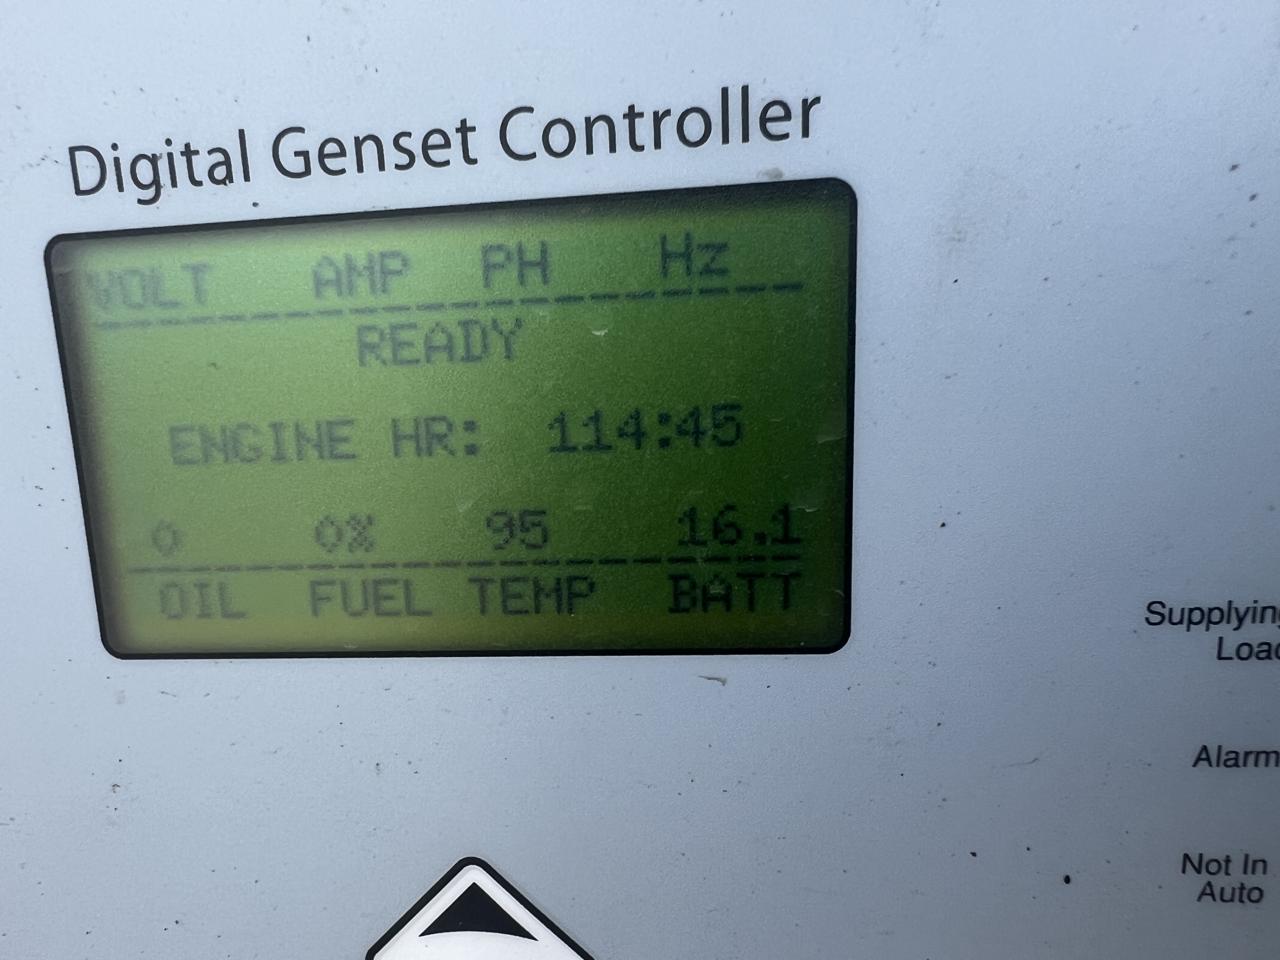 Digital Genset Controller
VOLT AMP PH Hz
READY
ENGINE HR: 114:45
0 0% 95 16.1
OIL FUEL TEMP BATT
Supplying
Load
Alarm
Not In
Auto